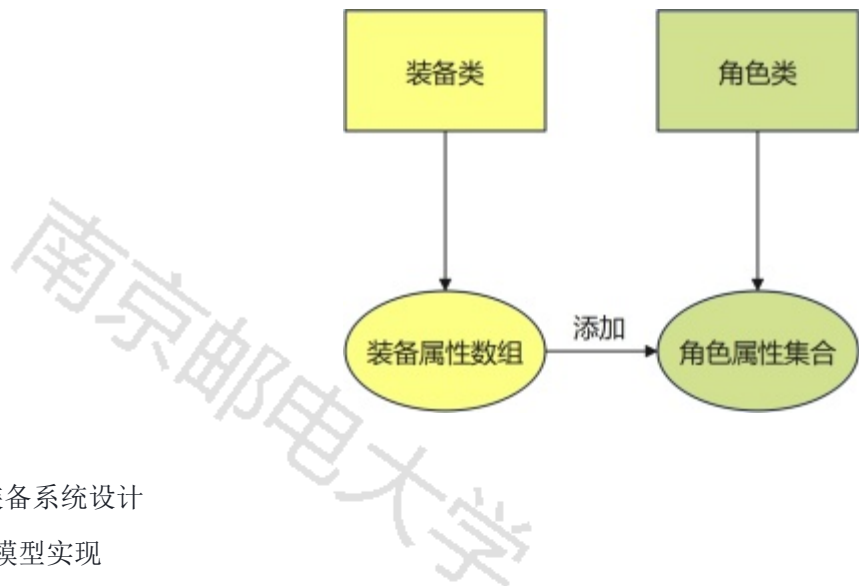 装备类
角色类
添加
装备属性数组
角色属性集合
南京邮电大学
备系统设计
模型实现